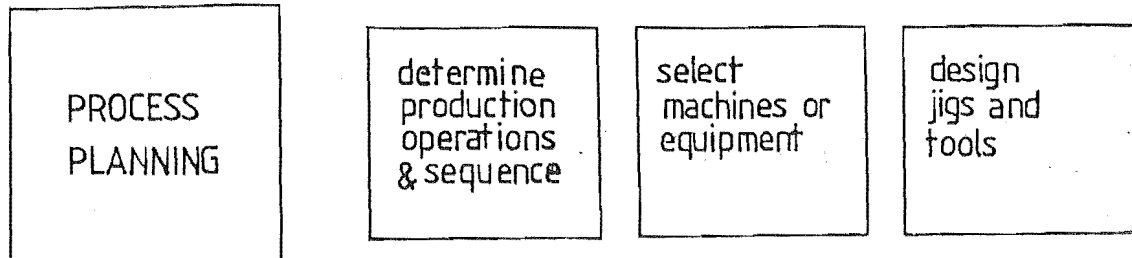 PROCESS
PLANNING
determine
production
operations
& sequence
select
machines or
equipment
design
jigs and
tools